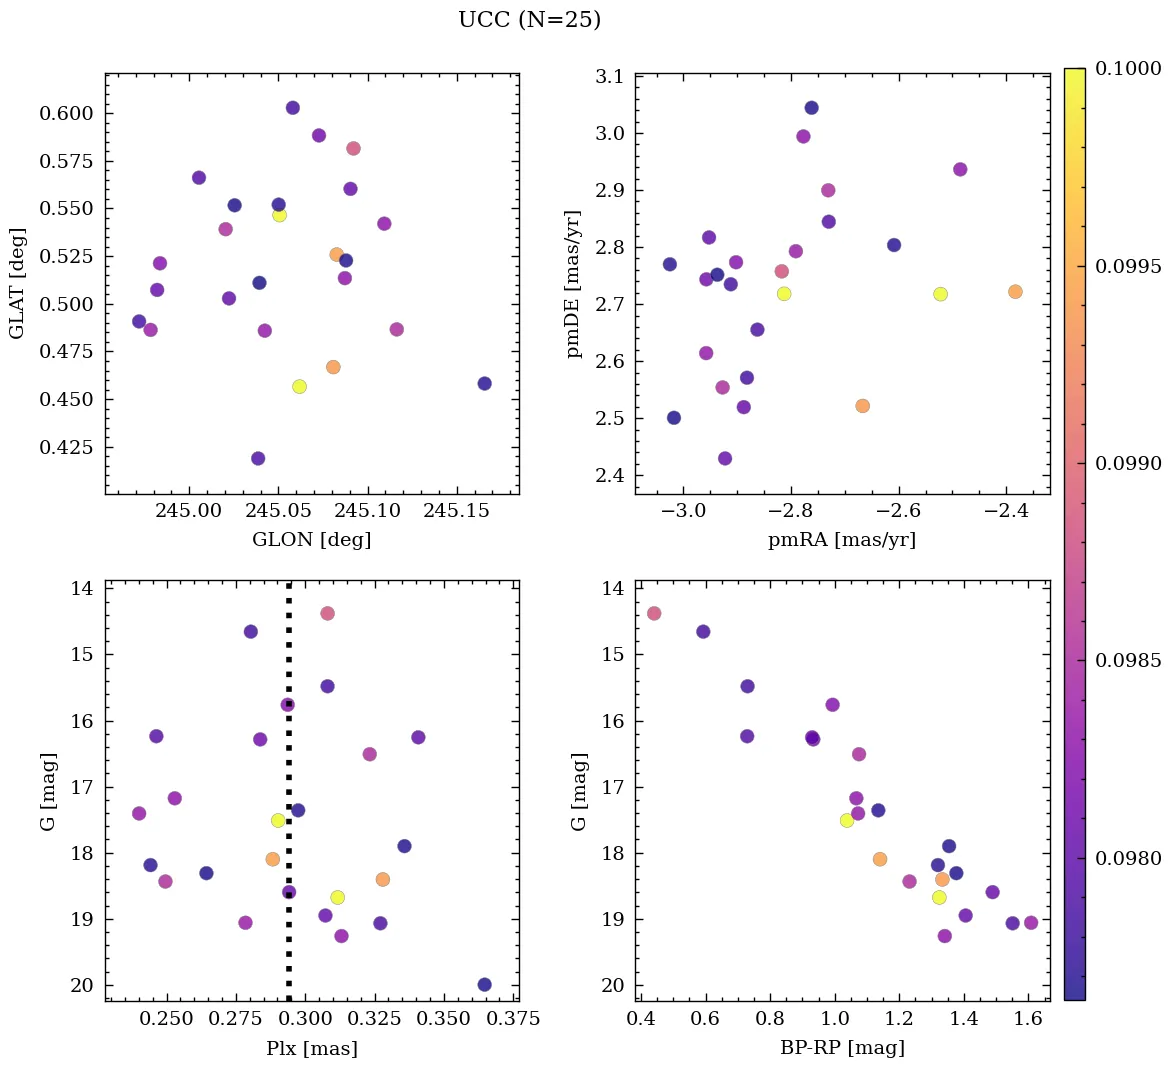 UCC (N=25)
0.600
0.575
0.550
0.525
0.500
0.475
0.450
0.425
GLAT [deg]
245.00 245.05 245.10 245.15
GLON [deg]
3.1
3.0
2.9
2.8
2.7
2.6
2.5
2.4
pmDE [mas/yr]
−3.0 −2.8 −2.6 −2.4
pmRA [mas/yr]
14
15
16
17
18
19
20
G [mag]
0.250 0.275 0.300 0.325 0.350 0.375
Plx [mas]
14
15
16
17
18
19
20
G [mag]
0.4 0.6 0.8 1.0 1.2 1.4 1.6
BP-RP [mag]
0.1000
0.0995
0.0990
0.0985
0.0980